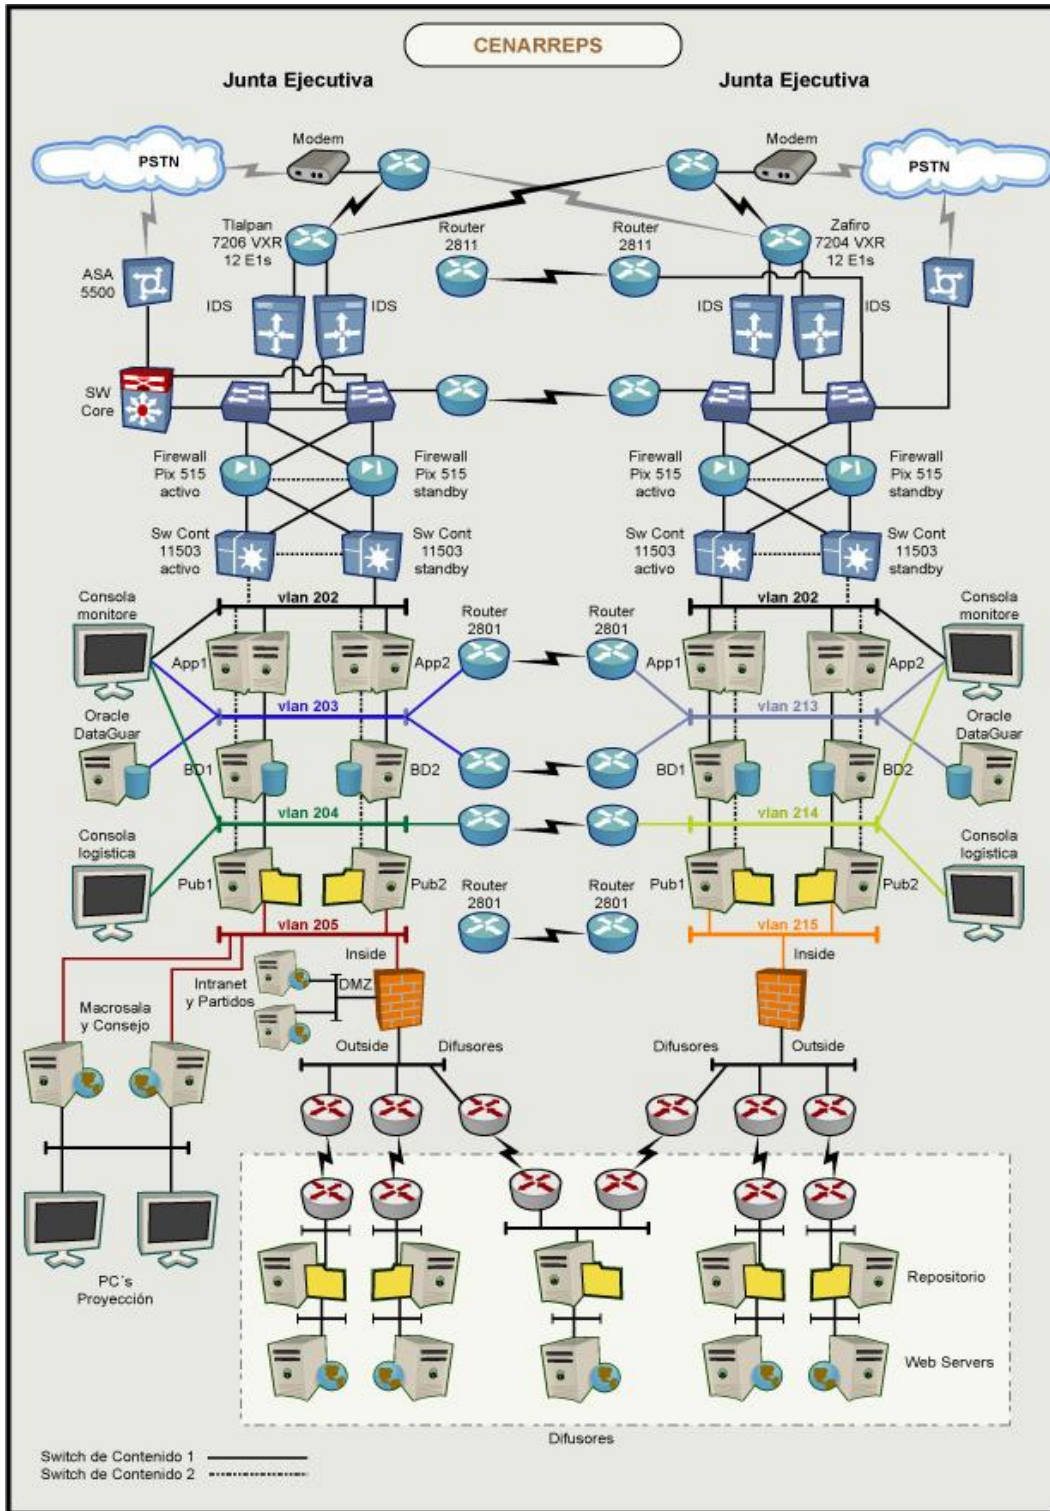 CENARREPS
Junta Ejecutiva
Junta Ejecutiva
Modem
Modem
PSTN
PSTN
Tlalpan
7206 VXR
12 E1s
Router
2811
Router
2811
Zafiro
7204 VXR
12 E1s
ASA
5500
IDS
IDS
IDS
IDS
SW
Core
Firewall
Pix 515
activo
Firewall
Pix 515
standby
Firewall
Pix 515
activo
Firewall
Pix 515
standby
Sw Cont
11503
activo
Sw Cont
11503
standby
Sw Cont
11503
activo
Sw Cont
11503
standby
Consola
monitore
vlan 202
vlan 202
Consola
monitore
Router
2801
Router
2801
App1
App2
App1
App2
vlan 203
vlan 213
Oracle
DataGuar
Oracle
DataGuar
BD1
BD2
BD1
BD2
vlan 204
vlan 214
Consola
logística
Consola
logística
Pub1
Pub2
Pub1
Pub2
Router
2801
Router
2801
vlan 205
vlan 215
Inside
Inside
Intranet
y Partidos
DMZ
Macrosala
y Consejo
Outside
Difusores
Difusores
Outside
PC´s
Proyección
Repositorio
Web Servers
Difusores
Switch de Contenido 1
Switch de Contenido 2